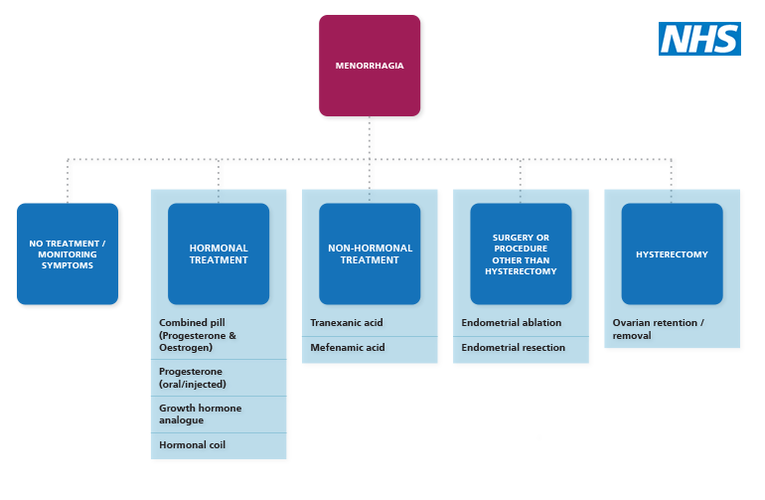 MENORRHAGIA
NHS
NO TREATMENT /
MONITORING
SYMPTOMS
HORMONAL
TREATMENT
Combined pill
(Progesterone &
Oestrogen)
Progesterone
(oral/injected)
Growth hormone
analogue
Hormonal coil
NON-HORMONAL
TREATMENT
Tranexanic acid
Mefenamic acid
SURGERY OR
PROCEDURE
OTHER THAN
HYSTERECTOMY
Endometrial ablation
Endometrial resection
HYSTERECTOMY
Ovarian retention /
removal